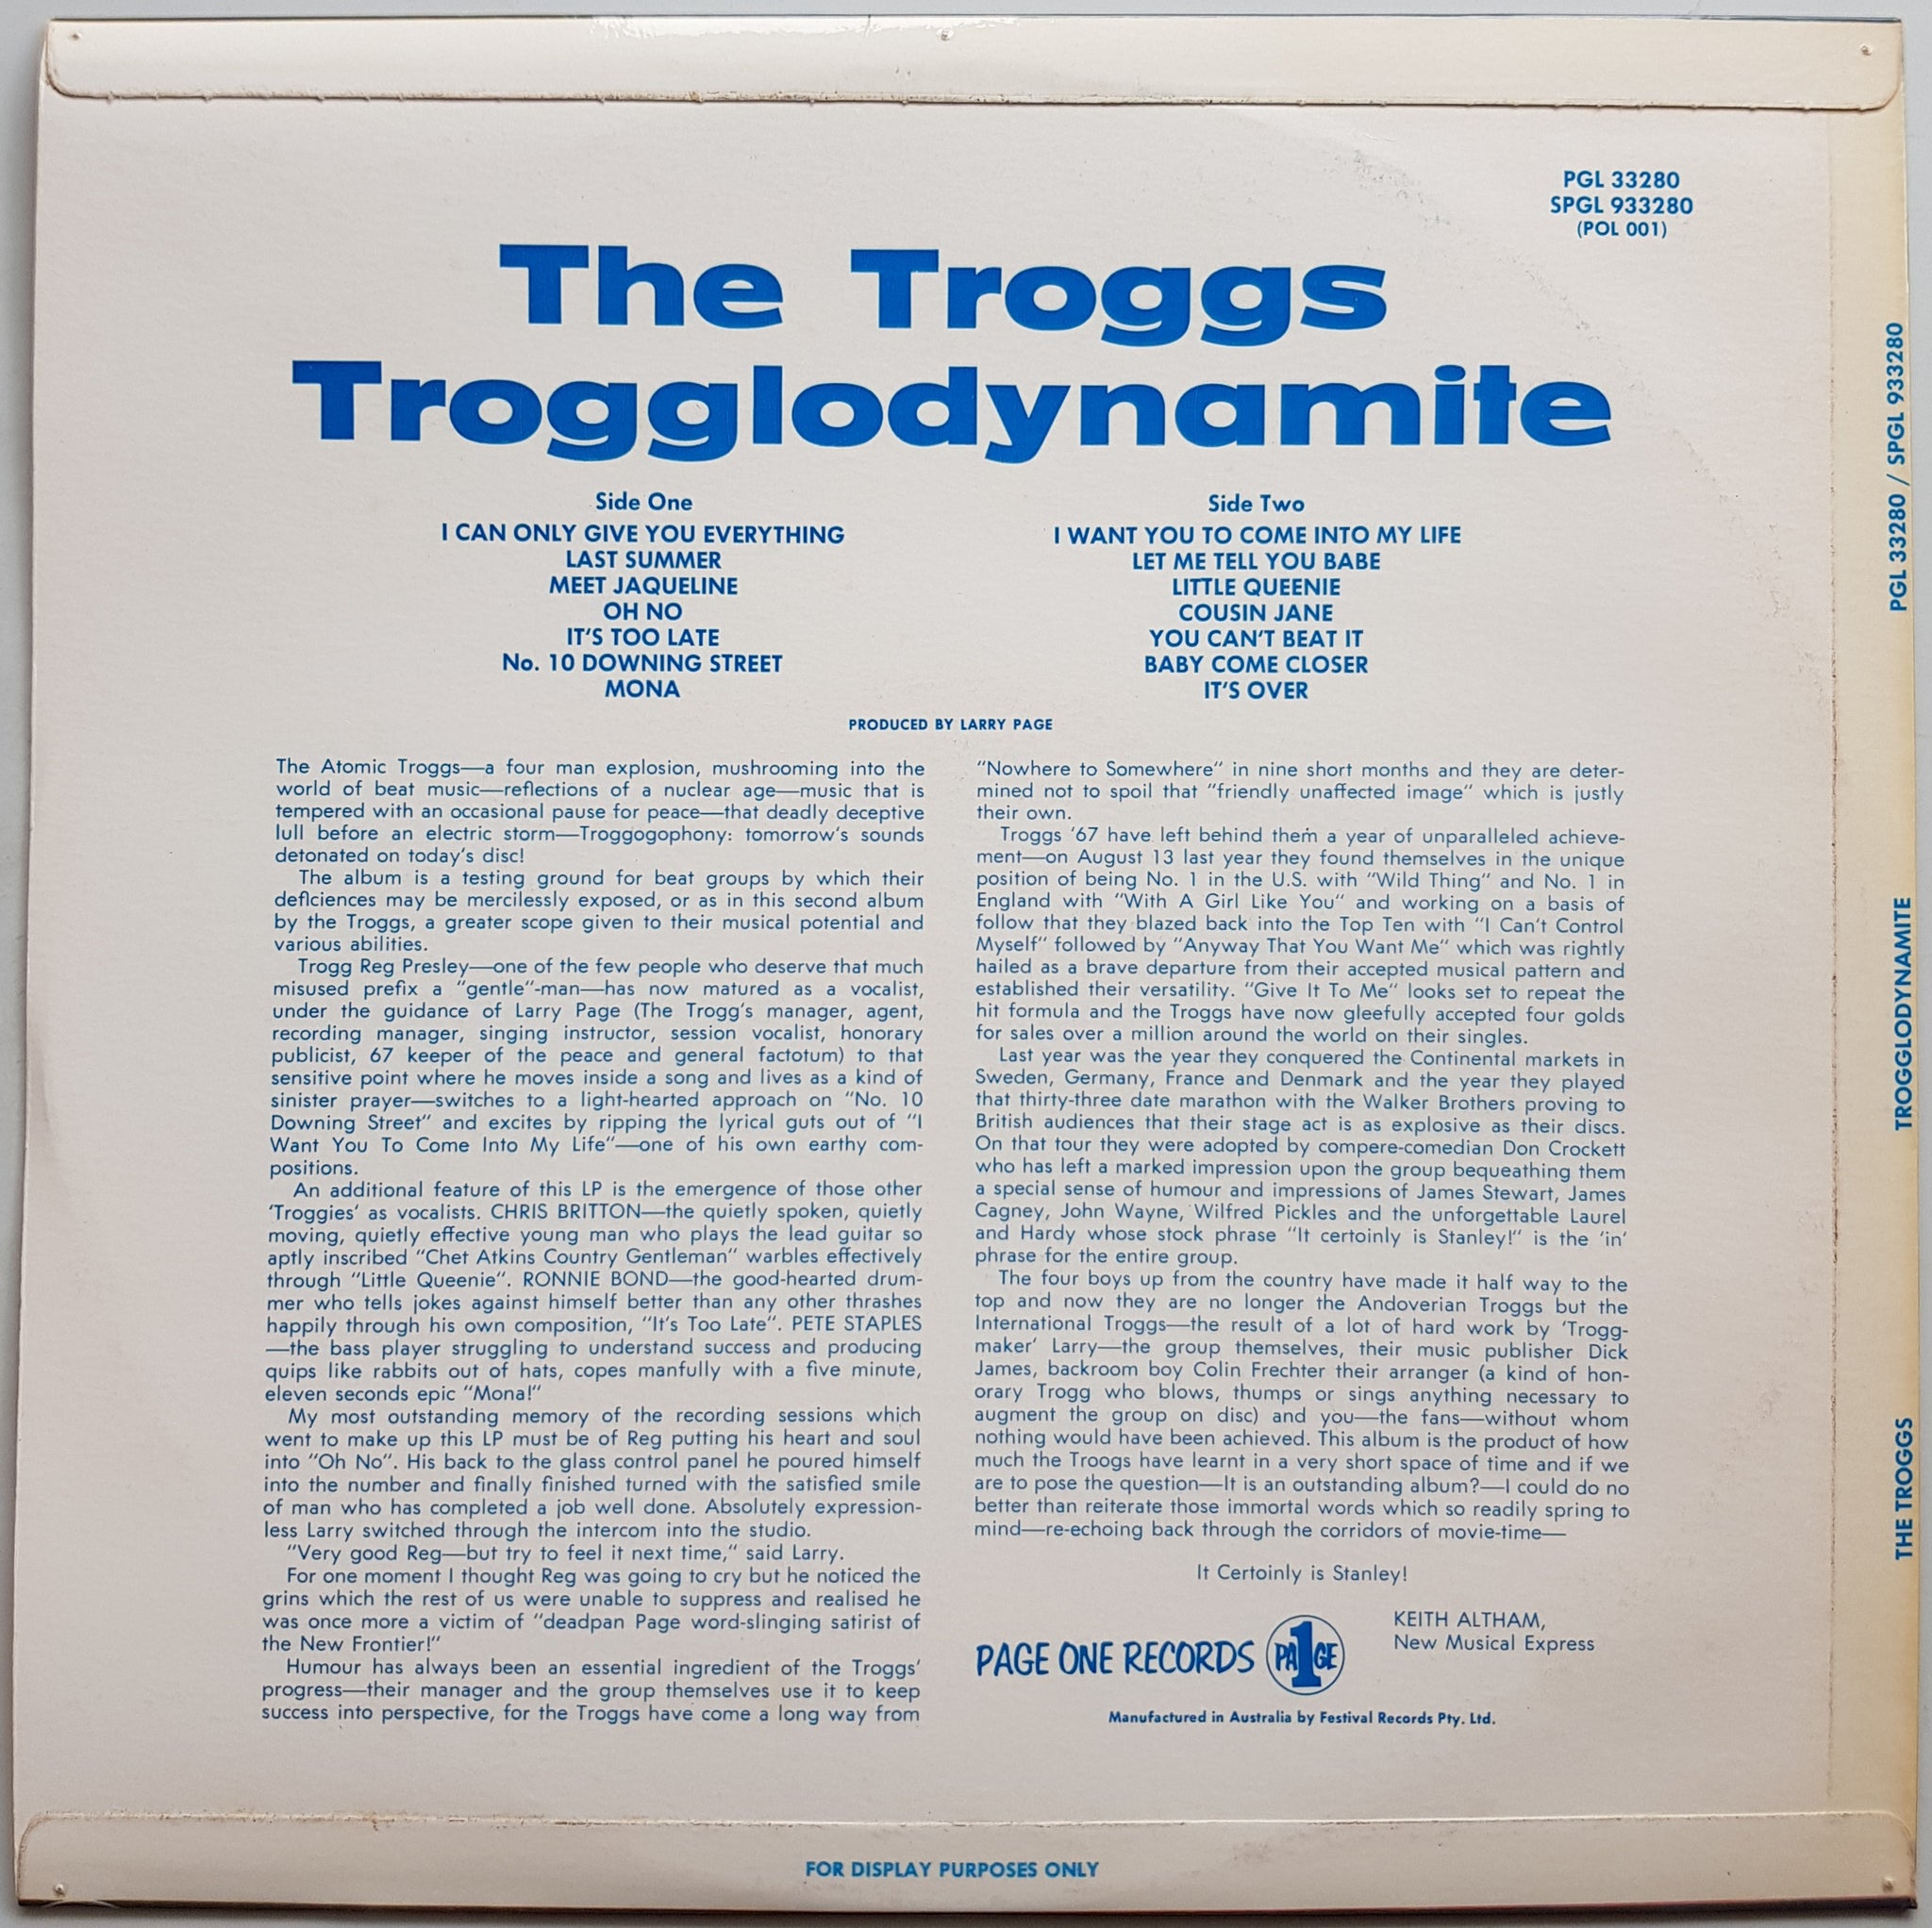 PGL 33280
SPGL 933280
(POL 001)
The Troggs
Trogglodynamite
Side One
I CAN ONLY GIVE YOU EVERYTHING
LAST SUMMER
MEET JAQUELINE
OH NO
IT'S TOO LATE
No. 10 DOWNING STREET
MONA
Side Two
I WANT YOU TO COME INTO MY LIFE
LET ME TELL YOU BABE
LITTLE QUEENIE
COUSIN JANE
YOU CAN'T BEAT IT
BABY COME CLOSER
IT'S OVER
PRODUCED BY LARRY PAGE
The Atomic Troggs—a four man explosion, mushrooming into the
world of beat music—reflections of a nuclear age—music that is
tempered with an occasional pause for peace—that deadly deceptive
lull before an electric storm—Troggogophony: tomorrow's sounds
detonated on today's disc!
The album is a testing ground for beat groups by which their
deficiences may be mercilessly exposed, or as in this second album
by the Troggs, a greater scope given to their musical potential and
various abilities.
Trogg Reg Presley—one of the few people who deserve that much
misused prefix a "gentle"-man—has now matured as a vocalist,
under the guidance of Larry Page (The Trogg's manager, agent,
recording manager, singing instructor, session vocalist, honorary
publicist, 67 keeper of the peace and general factotum) to that
sensitive point where he moves inside a song and lives as a kind of
sinister prayer—switches to a light-hearted approach on "No. 10
Downing Street" and excites by ripping the lyrical guts out of "I
Want You To Come Into My Life"—one of his own earthy com-
positions.
An additional feature of this LP is the emergence of those other
'Troggies' as vocalists. CHRIS BRITTON—the quietly spoken, quietly
moving, quietly effective young man who plays the lead guitar so
aptly inscribed "Chet Atkins Country Gentleman" warbles effectively
through "Little Queenie". RONNIE BOND—the good-hearted drum-
mer who tells jokes against himself better than any other thrashes
happily through his own composition, "It's Too Late". PETE STAPLES
—the bass player struggling to understand success and producing
quips like rabbits out of hats, copes manfully with a five minute,
eleven seconds epic "Mona!"
My most outstanding memory of the recording sessions which
went to make up this LP must be of Reg putting his heart and soul
into "Oh No". His back to the glass control panel he poured himself
into the number and finally finished turned with the satisfied smile
of man who has completed a job well done. Absolutely expression-
less Larry switched through the intercom into the studio.
"Very good Reg—but try to feel it next time," said Larry.
For one moment I thought Reg was going to cry but he noticed the
grins which the rest of us were unable to suppress and realised he
was once more a victim of "deadpan Page word-slinging satirist of
the New Frontier!"
Humour has always been an essential ingredient of the Troggs'
progress—their manager and the group themselves use it to keep
success into perspective, for the Troggs have come a long way from
"Nowhere to Somewhere" in nine short months and they are deter-
mined not to spoil that "friendly unaffected image" which is justly
their own.
Troggs '67 have left behind them a year of unparalleled achieve-
ment—on August 13 last year they found themselves in the unique
position of being No. 1 in the U.S. with "Wild Thing" and No. 1 in
England with "With A Girl Like You" and working on a basis of
follow that they blazed back into the Top Ten with "I Can't Control
Myself" followed by "Anyway That You Want Me" which was rightly
hailed as a brave departure from their accepted musical pattern and
established their versatility. "Give It To Me" looks set to repeat the
hit formula and the Troggs have now gleefully accepted four golds
for sales over a million around the world on their singles.
Last year was the year they conquered the Continental markets in
Sweden, Germany, France and Denmark and the year they played
that thirty-three date marathon with the Walker Brothers proving to
British audiences that their stage act is as explosive as their discs.
On that tour they were adopted by compere-comedian Don Crockett
who has left a marked impression upon the group bequeathing them
a special sense of humour and impressions of James Stewart, James
Cagney, John Wayne, Wilfred Pickles and the unforgettable Laurel
and Hardy whose stock phrase "It certoinly is Stanley!" is the 'in'
phrase for the entire group.
The four boys up from the country have made it half way to the
top and now they are no longer the Andoverian Troggs but the
International Troggs—the result of a lot of hard work by 'Trogg-
maker' Larry—the group themselves, their music publisher Dick
James, backroom boy Colin Frechter their arranger (a kind of hon-
orary Trogg who blows, thumps or sings anything necessary to
augment the group on disc) and you—the fans—without whom
nothing would have been achieved. This album is the product of how
much the Troogs have learnt in a very short space of time and if we
are to pose the question—It is an outstanding album?—I could do no
better than reiterate those immortal words which so readily spring to
mind—re-echoing back through the corridors of movie-time—
It Certoinly is Stanley!
KEITH ALTHAM,
New Musical Express
PAGE ONE RECORDS PA1GE
Manufactured in Australia by Festival Records Pty. Ltd.
FOR DISPLAY PURPOSES ONLY
PGL 33280 / SPGL 933280
TROGGLODYNAMITE
THE TROGGS